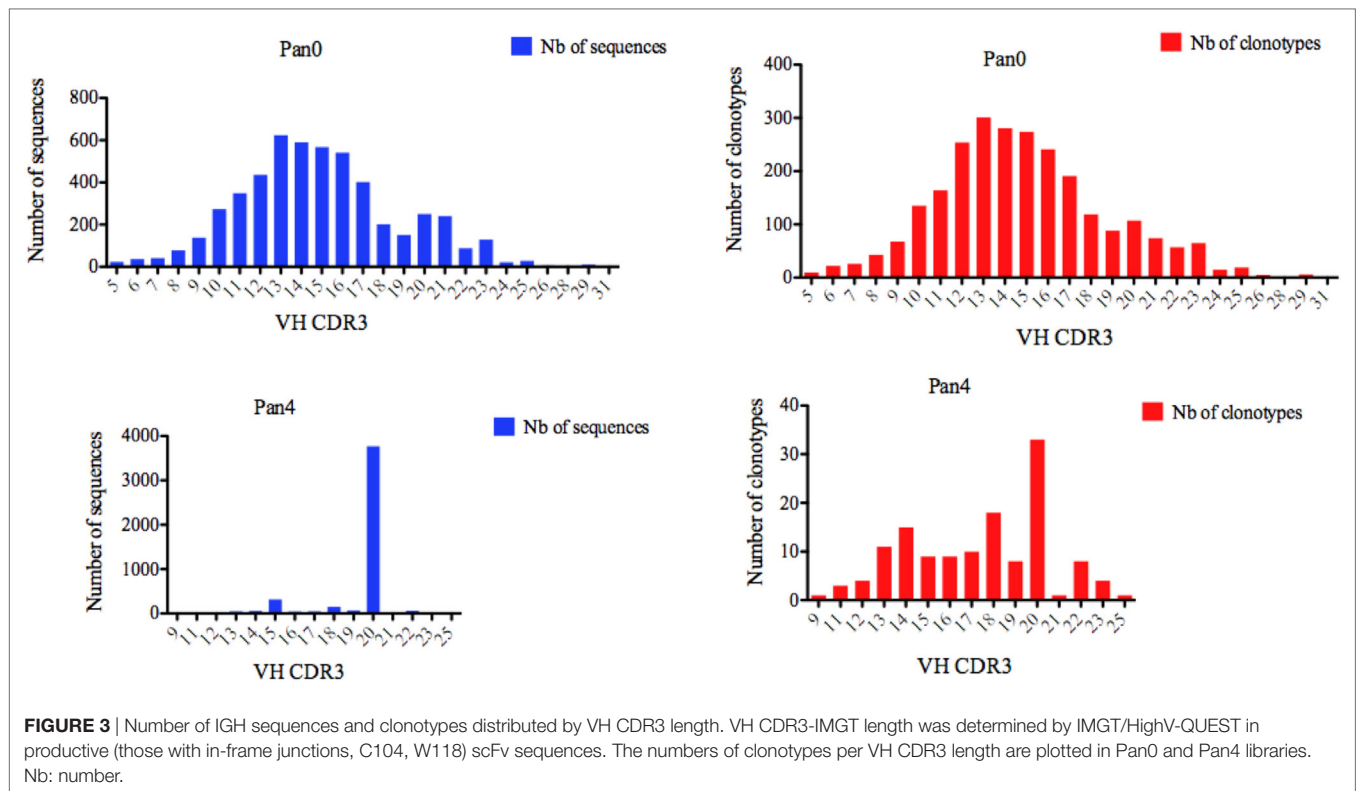 Pan0
Nb of sequences
Number of sequences
800
600
400
200
0
5 6 7 8 9 10 11 12 13 14 15 16 17 18 19 20 21 22 23 24 25 26 28 29 31
VH CDR3
Pan0
Nb of clonotypes
Number of clonotypes
400
300
200
100
0
5 6 7 8 9 10 11 12 13 14 15 16 17 18 19 20 21 22 23 24 25 26 28 29 31
VH CDR3
Pan4
Nb of sequences
Number of sequences
4000
3000
2000
1000
0
9 11 12 13 14 15 16 17 18 19 20 21 22 23 25
VH CDR3
Pan4
Nb of clonotypes
Number of clonotypes
40
30
20
10
0
9 11 12 13 14 15 16 17 18 19 20 21 22 23 25
VH CDR3
FIGURE 3 | Number of IGH sequences and clonotypes distributed by VH CDR3 length. VH CDR3-IMGT length was determined by IMGT/HighV-QUEST in
productive (those with in-frame junctions, C104, W118) scFv sequences. The numbers of clonotypes per VH CDR3 length are plotted in Pan0 and Pan4 libraries.
Nb: number.